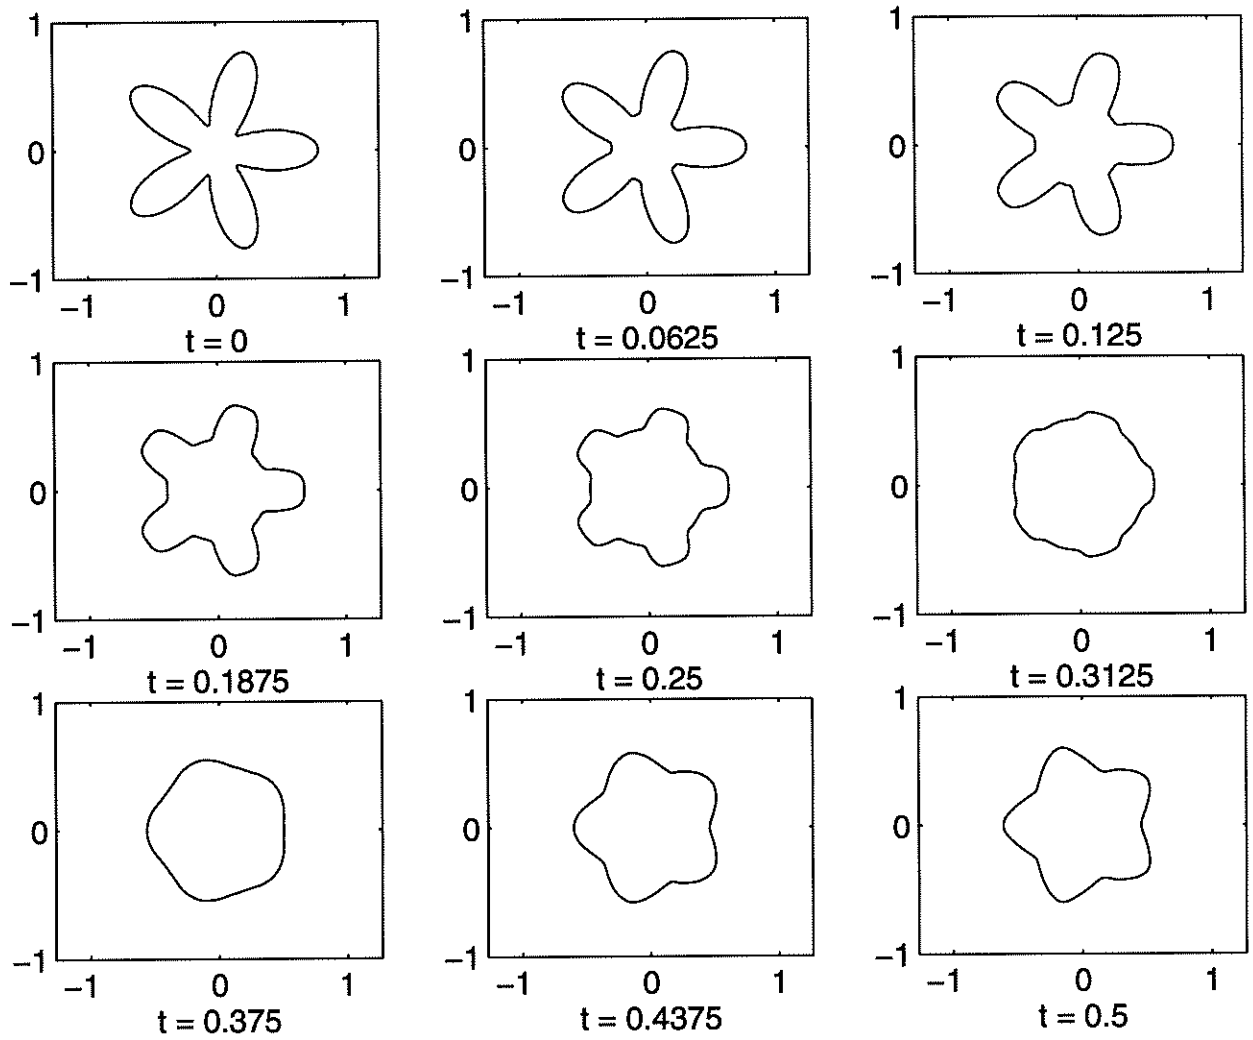 1
0
−1
−1 0 1
t = 0
1
0
−1
−1 0 1
t = 0.0625
1
0
−1
−1 0 1
t = 0.125
1
0
−1
−1 0 1
t = 0.1875
1
0
−1
−1 0 1
t = 0.25
1
0
−1
−1 0 1
t = 0.3125
1
0
−1
−1 0 1
t = 0.375
1
0
−1
−1 0 1
t = 0.4375
1
0
−1
−1 0 1
t = 0.5